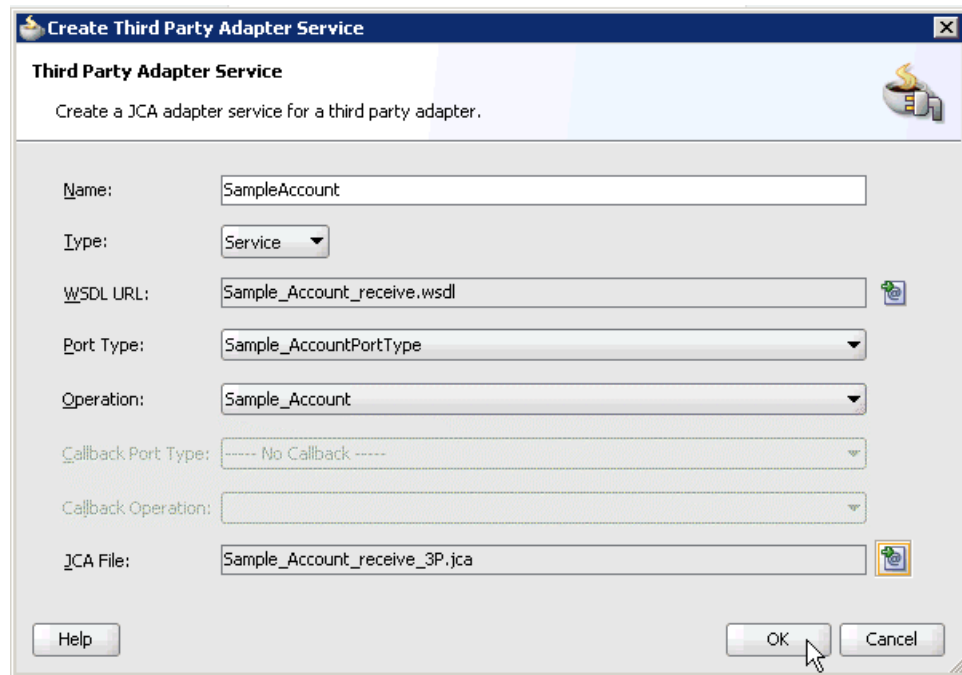 Create Third Party Adapter Service
Third Party Adapter Service
Create a JCA adapter service for a third party adapter.
Name: SampleAccount
Type: Service
WSDL URL: Sample_Account_receive.wsdl
Port Type: Sample_AccountPortType
Operation: Sample_Account
Callback Port Type: ----- No Callback -----
Callback Operation:
JCA File: Sample_Account_receive_3P.jca
Help OK Cancel